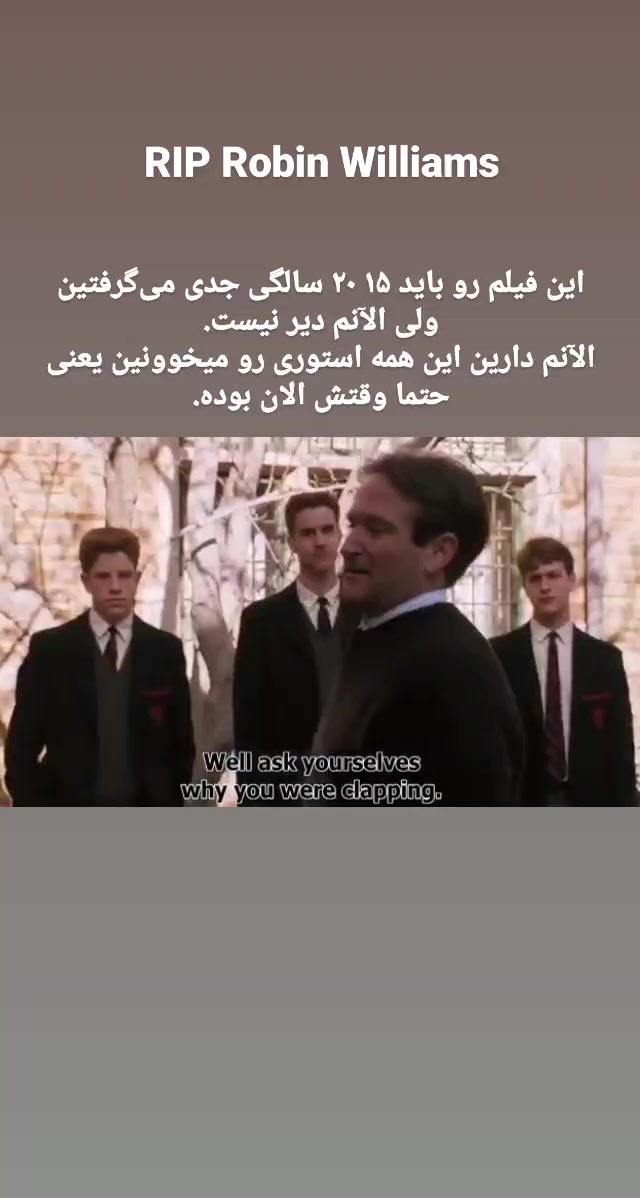 RIP Robin Williams
این فیلم رو باید ۱۵ ۲۰ سالگی جدی می‌گرفتین
ولی الآنم دیر نیست.
الآنم دارین این همه استوری رو میخوونین یعنی
حتما وقتش الان بوده.
Well ask yourselves
why you were clapping.